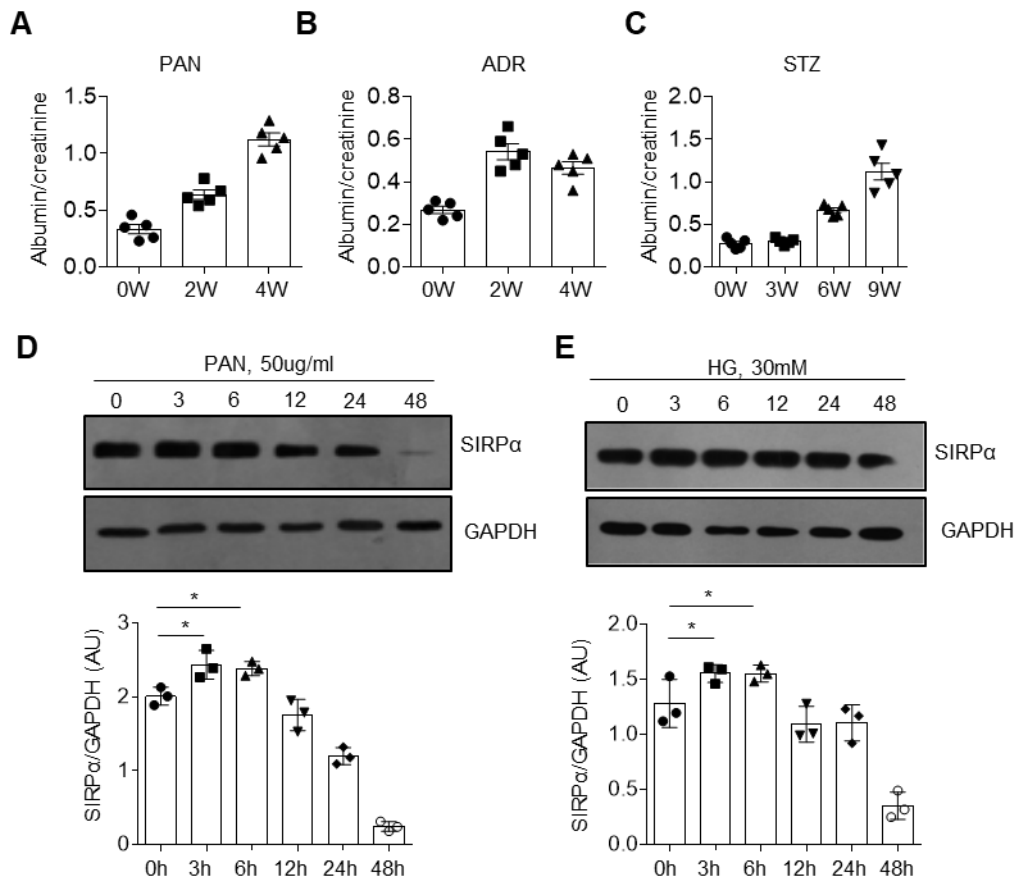 A
B
C
PAN
ADR
STZ
Albumin/creatinine
1.5
1.0
0.5
0.0
0W 2W 4W
Albumin/creatinine
0.8
0.6
0.4
0.2
0.0
0W 2W 4W
Albumin/creatinine
2.0
1.5
1.0
0.5
0.0
0W 3W 6W 9W
D
PAN, 50ug/ml
0 3 6 12 24 48
SIRPα
GAPDH
SIRPα/GAPDH (AU)
3
2
1
0
* 
*
0h 3h 6h 12h 24h 48h
E
HG, 30mM
0 3 6 12 24 48
SIRPα
GAPDH
SIRPα/GAPDH (AU)
2.0
1.5
1.0
0.5
0.0
*
*
0h 3h 6h 12h 24h 48h